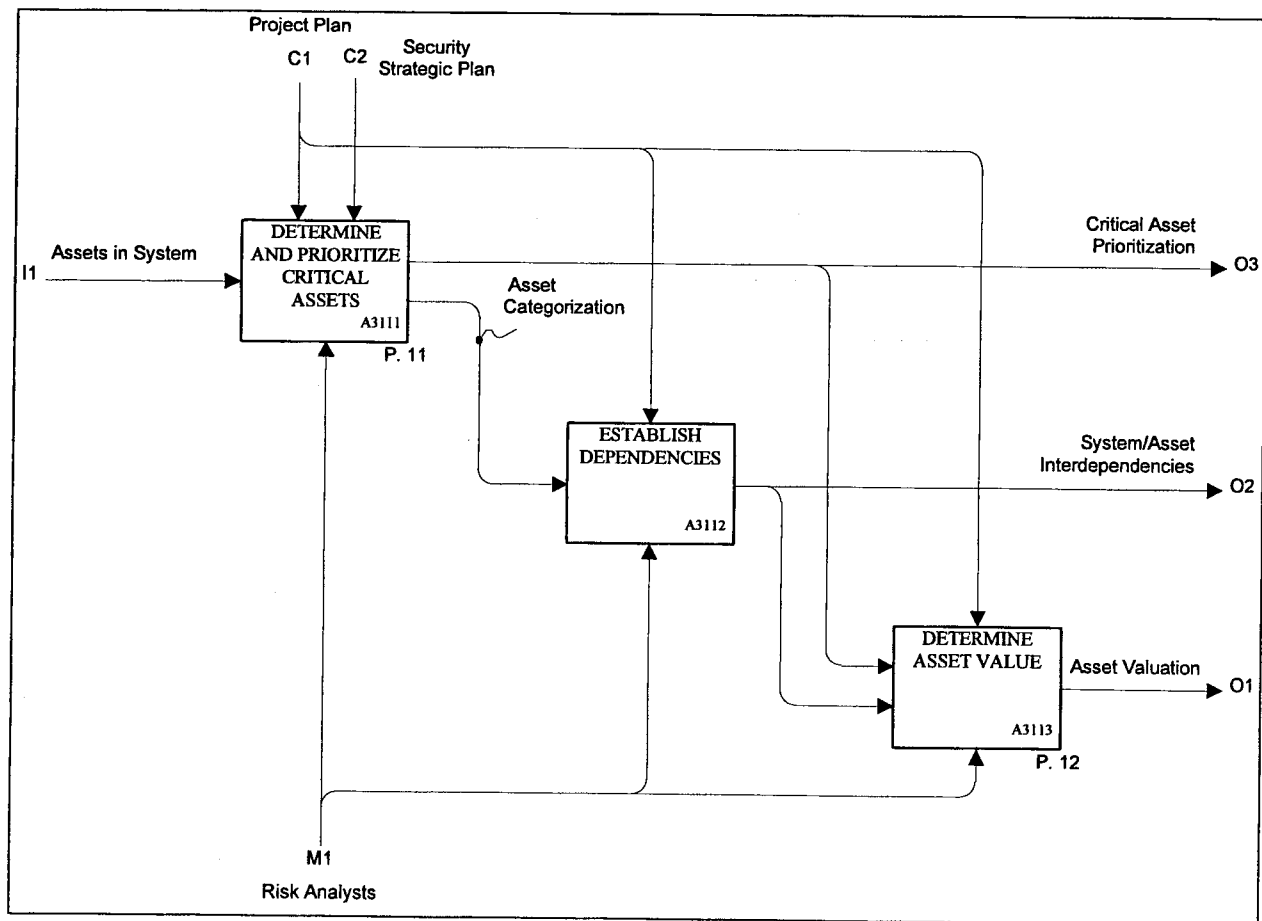 Project Plan
C1
C2
Security
Strategic Plan
DETERMINE
AND PRIORITIZE
CRITICAL
ASSETS
A3111
P. 11
I1
Assets in System
Asset
Categorization
Critical Asset
Prioritization
O3
ESTABLISH
DEPENDENCIES
A3112
System/Asset
Interdependencies
O2
DETERMINE
ASSET VALUE
A3113
P. 12
Asset Valuation
O1
M1
Risk Analysts